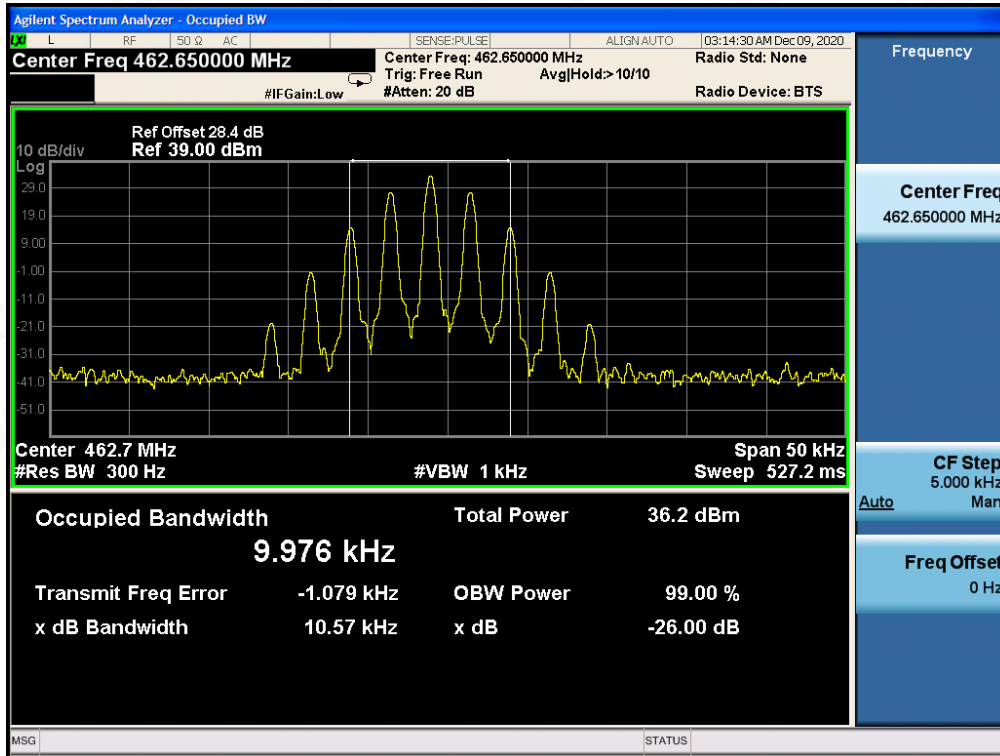 Agilent Spectrum Analyzer - Occupied BW
LXI L RF 50 Ω AC SENSE:PULSE ALIGN AUTO 03:14:30 AM Dec 09, 2020
Center Freq 462.650000 MHz
Center Freq: 462.650000 MHz
Radio Std: None
Trig: Free Run Avg|Hold:>10/10
#IFGain:Low #Atten: 20 dB
Radio Device: BTS
Frequency
Ref Offset 28.4 dB
10 dB/div Ref 39.00 dBm
Log
29.0
19.0
9.00
-1.00
-11.0
-21.0
-31.0
-41.0
-51.0
Center 462.7 MHz Span 50 kHz
#Res BW 300 Hz #VBW 1 kHz Sweep 527.2 ms
Occupied Bandwidth Total Power 36.2 dBm
9.976 kHz
Transmit Freq Error -1.079 kHz OBW Power 99.00 %
x dB Bandwidth 10.57 kHz x dB -26.00 dB
Center Freq
462.650000 MHz
CF Step
5.000 kHz
Auto Man
Freq Offset
0 Hz
MSG STATUS